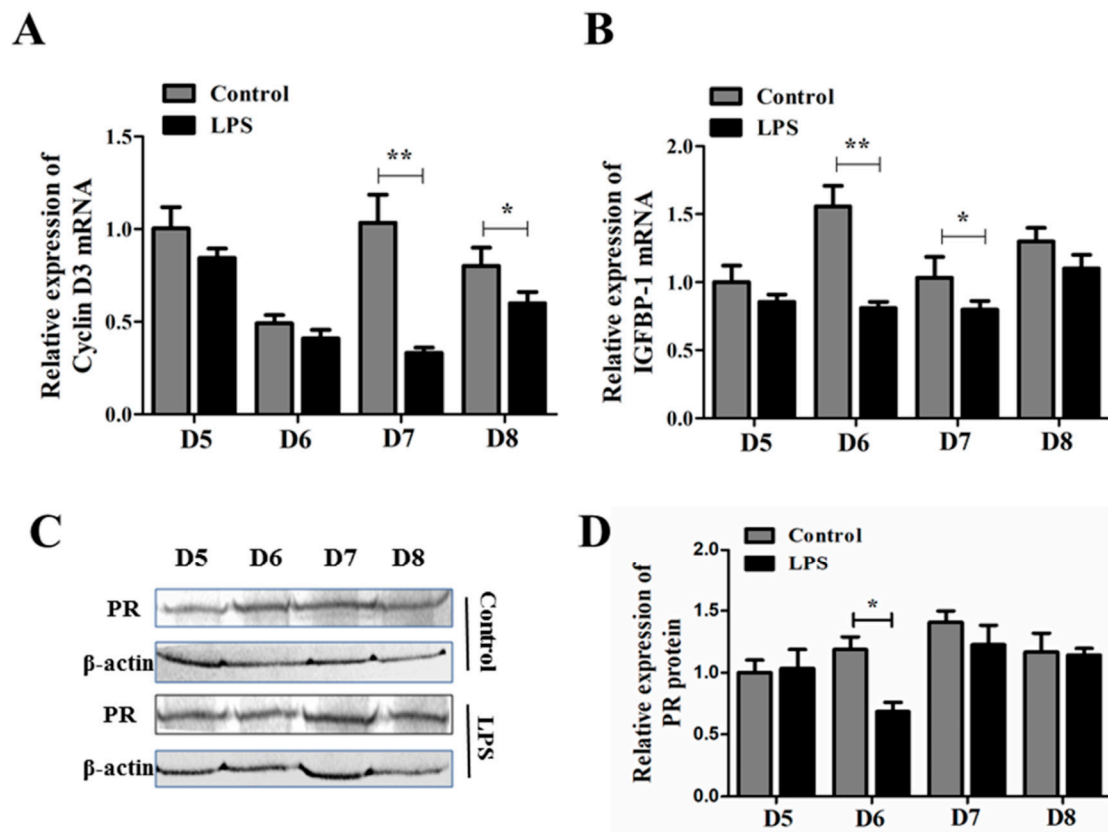 A
Control
LPS
Relative expression of
Cyclin D3 mRNA
1.5
1.0
0.5
0.0
**
*
D5 D6 D7 D8
B
Control
LPS
Relative expression of
IGFBP-1 mRNA
2.0
1.5
1.0
0.5
0.0
**
*
D5 D6 D7 D8
C
D5 D6 D7 D8
PR
β-actin
Control
PR
β-actin
LPS
D
Control
LPS
Relative expression of
PR protein
2.0
1.5
1.0
0.5
0.0
*
D5 D6 D7 D8